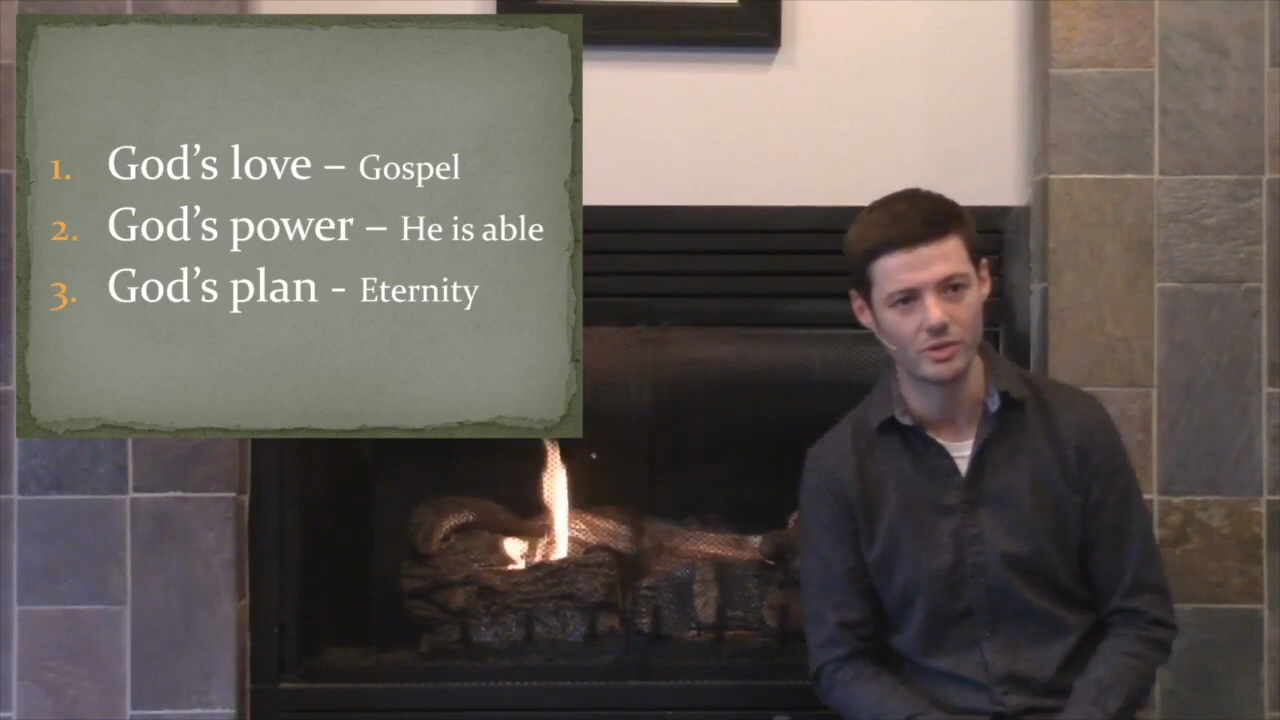 1. God's love – Gospel
2. God's power – He is able
3. God's plan - Eternity